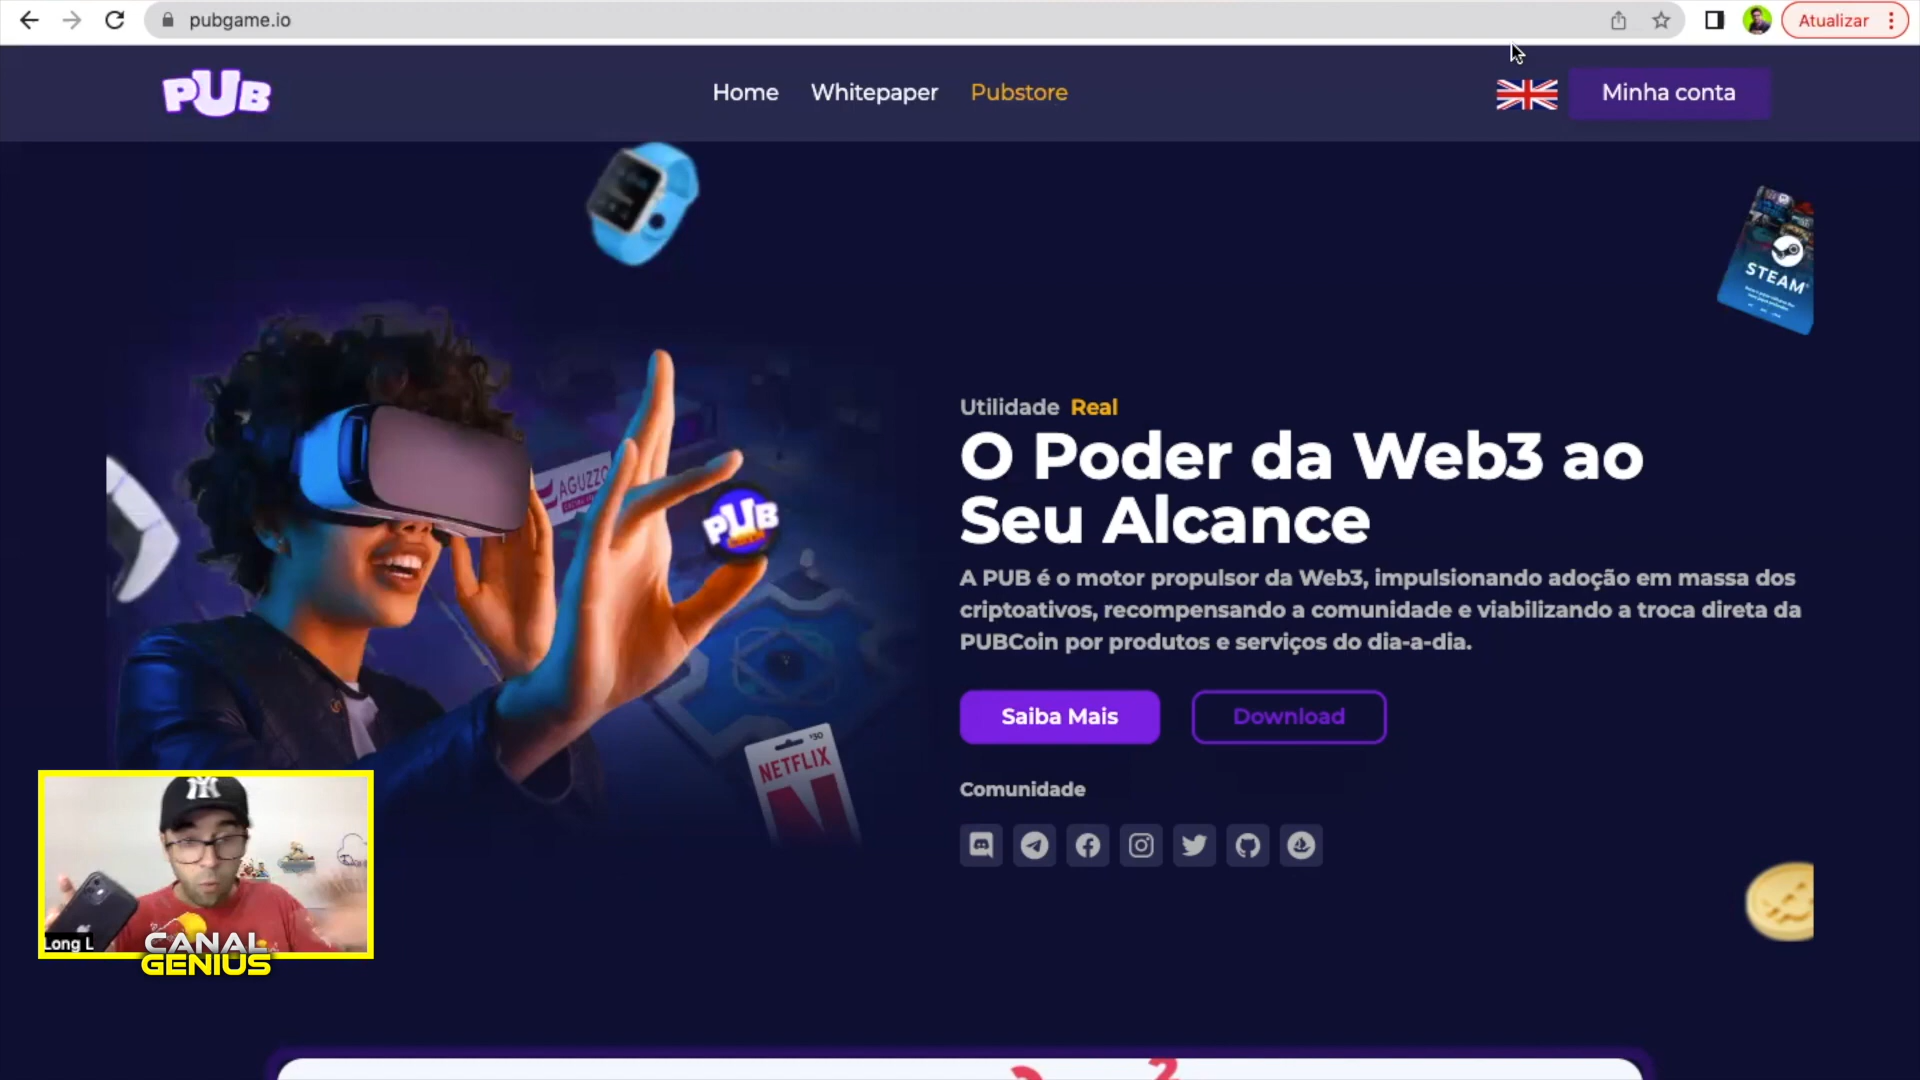 pubgame.io
Atualizar
PUB
Home
Whitepaper
Pubstore
Minha conta
STEAM
Utilidade Real
O Poder da Web3 ao
Seu Alcance
A PUB é o motor propulsor da Web3, impulsionando adoção em massa dos
criptoativos, recompensando a comunidade e viabilizando a troca direta da
PUBCoin por produtos e serviços do dia-a-dia.
AGUZZO
PUB
Saiba Mais
Download
NETFLIX
Comunidade
Long L
CANAL
GENIUS